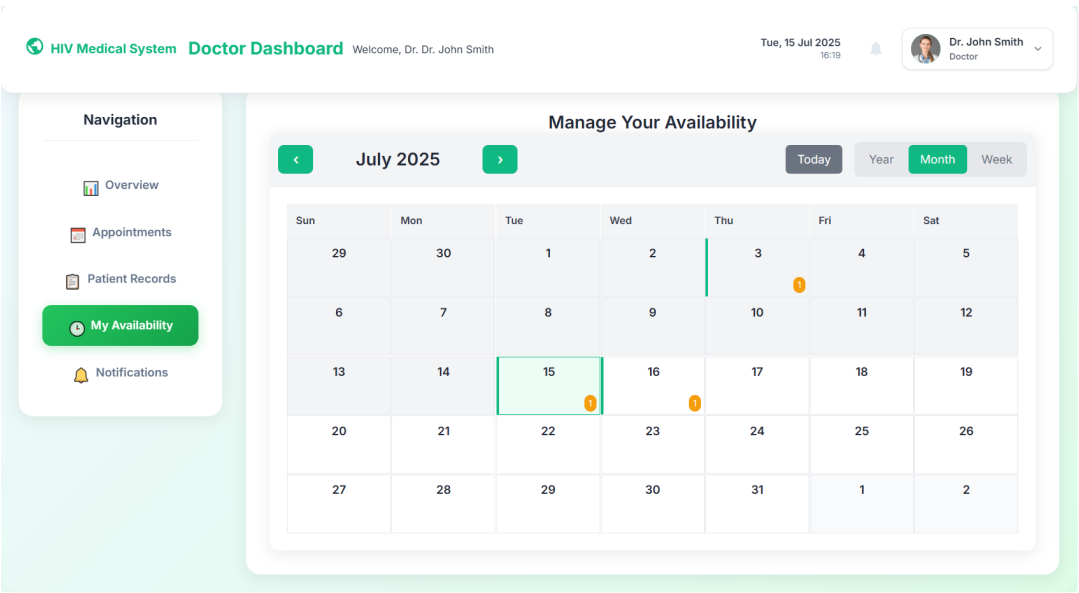 HIV Medical System Doctor Dashboard Welcome, Dr. Dr. John Smith
Tue, 15 Jul 2025
16:19
Dr. John Smith
Doctor
Navigation
Overview
Appointments
Patient Records
My Availability
Notifications
Manage Your Availability
‹ July 2025 › Today Year Month Week
Sun Mon Tue Wed Thu Fri Sat
29 30 1 2 3 4 5
1
6 7 8 9 10 11 12
13 14 15 16 17 18 19
1 1
20 21 22 23 24 25 26
27 28 29 30 31 1 2